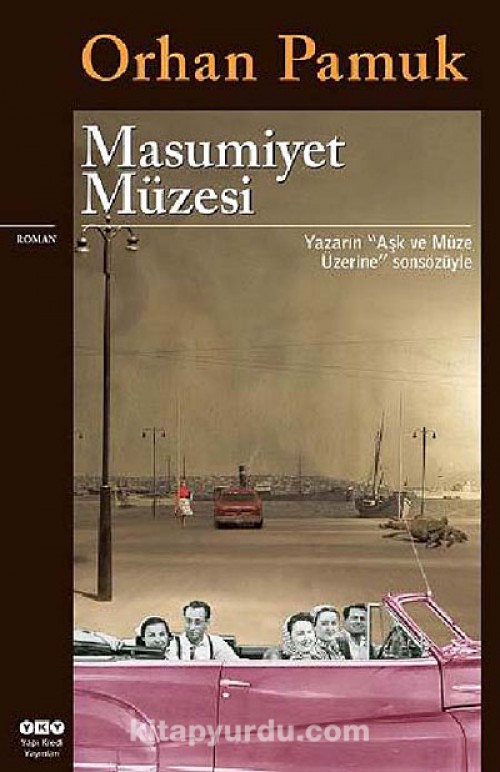 Orhan Pamuk
Masumiyet
Müzesi
ROMAN
Yazarın “Aşk ve Müze
Üzerine” sonsözüyle
YKY
Yapı Kredi
Yayınları
kitapyurdu.com